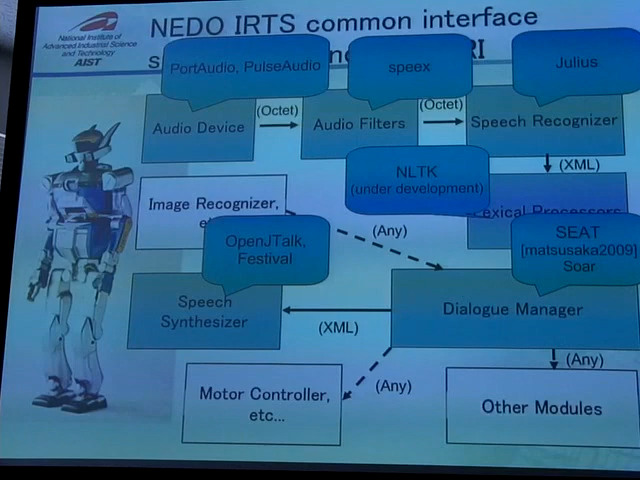 National Institute of
Advanced Industrial Science
and Technology
AIST
NEDO IRTS common interface
PortAudio, PulseAudio
speex
Julius
Audio Device
(Octet)
Audio Filters
(Octet)
Speech Recognizer
(XML)
NLTK
(under development)
Image Recognizer,
Processors
(Any)
OpenJTalk,
Festival
SEAT
[matsusaka2009]
Soar
Speech
Synthesizer
(XML)
Dialogue Manager
(Any)
(Any)
Motor Controller,
etc...
Other Modules